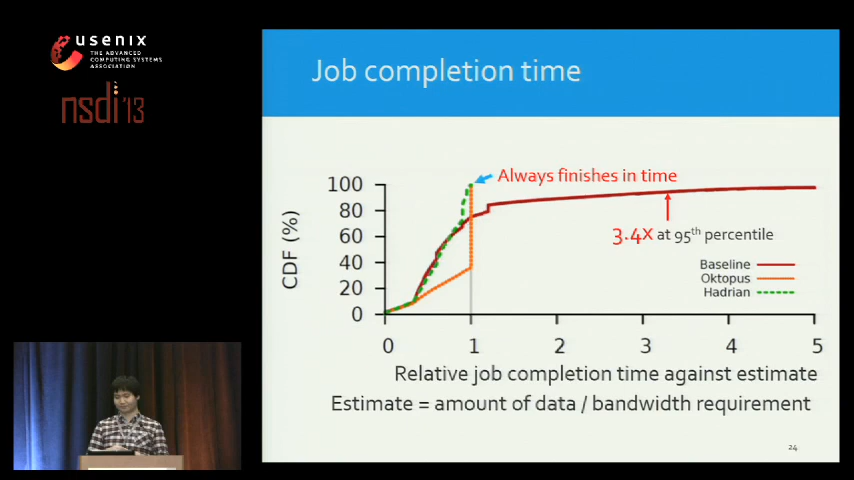 usenix
THE ADVANCED
COMPUTING SYSTEMS
ASSOCIATION
nsdi '13
Job completion time
Always finishes in time
3.4x at 95th percentile
CDF (%)
100
80
60
40
20
0
Baseline
Oktopus
Hadrian
0 1 2 3 4 5
Relative job completion time against estimate
Estimate = amount of data / bandwidth requirement
24